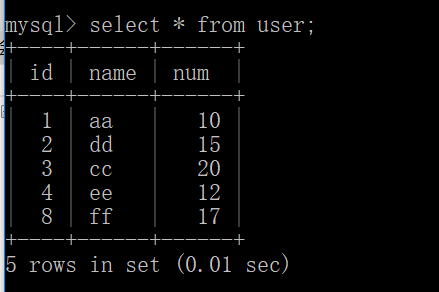 mysql> select * from user;
+----+------+------+
| id | name | num |
+----+------+------+
| 1 | aa | 10 |
| 2 | dd | 15 |
| 3 | cc | 20 |
| 4 | ee | 12 |
| 8 | ff | 17 |
+----+------+------+
5 rows in set (0.01 sec)